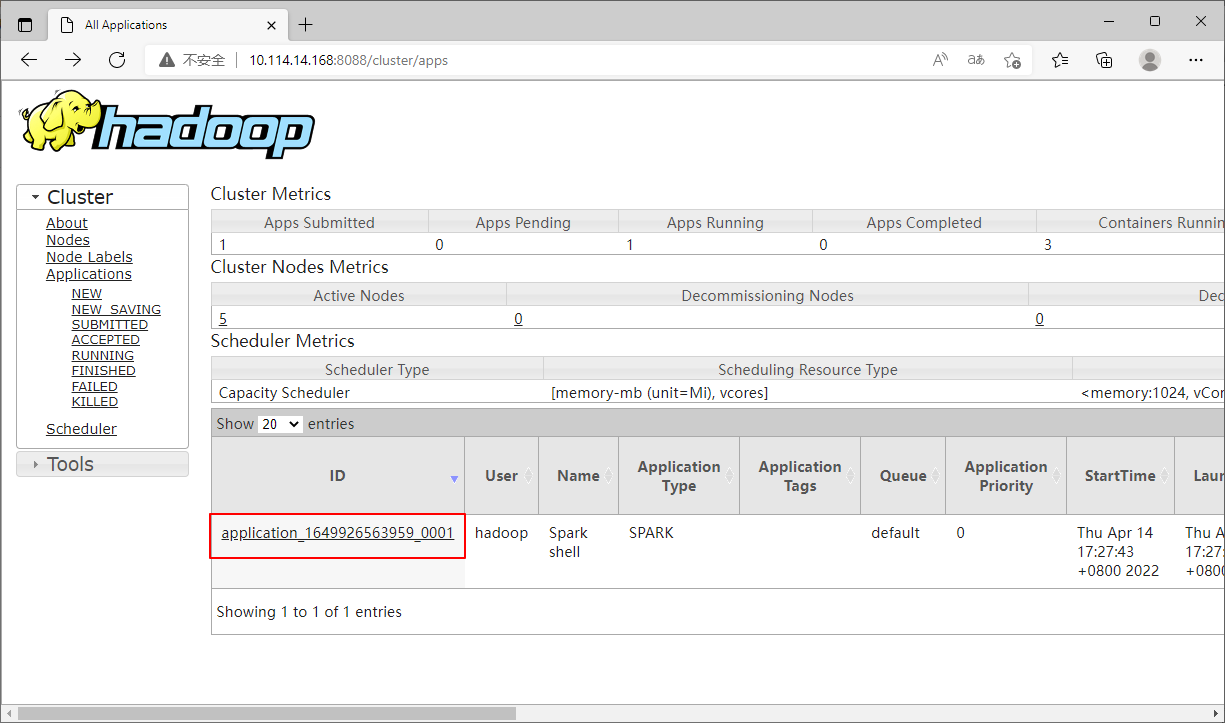 All Applications
不安全 10.114.14.168:8088/cluster/apps
hadoop
Cluster
About
Nodes
Node Labels
Applications
NEW
NEW_SAVING
SUBMITTED
ACCEPTED
RUNNING
FINISHED
FAILED
KILLED
Scheduler
Tools
Cluster Metrics
Apps Submitted Apps Pending Apps Running Apps Completed Containers Runnin
1 0 1 0 3
Cluster Nodes Metrics
Active Nodes Decommissioning Nodes Dec
5 0 0
Scheduler Metrics
Scheduler Type Scheduling Resource Type
Capacity Scheduler [memory-mb (unit=Mi), vcores] <memory:1024, vCor
Show 20 entries
ID User Name Application Type Application Tags Queue Application Priority StartTime Laun
application_1649926563959_0001 hadoop Spark shell SPARK default 0 Thu Apr 14 Thu A
17:27:43 17:27:
+0800 2022 +0800
Showing 1 to 1 of 1 entries